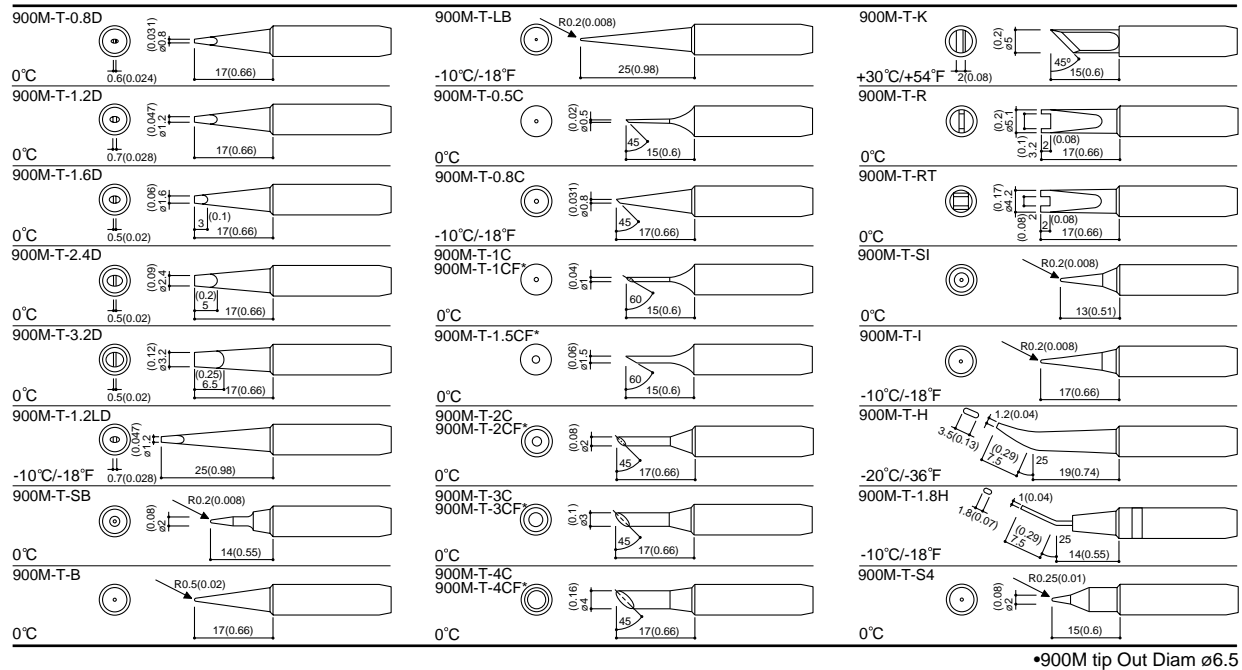 900M-T-0.8D
(0.031)
ø0.8
0°C
0.6(0.024)
17(0.66)
900M-T-1.2D
(0.047)
ø1.2
0°C
0.7(0.028)
17(0.66)
900M-T-1.6D
(0.06)
ø1.6
(0.1)
3
0°C
0.5(0.02)
17(0.66)
900M-T-2.4D
(0.09)
ø2.4
(0.2)
5
0°C
0.5(0.02)
17(0.66)
900M-T-3.2D
(0.12)
ø3.2
(0.25)
6.5
0°C
0.5(0.02)
17(0.66)
900M-T-1.2LD
(0.047)
ø1.2
-10°C/-18°F
0.7(0.028)
25(0.98)
900M-T-SB
R0.2(0.008)
(0.08)
ø2
0°C
14(0.55)
900M-T-B
R0.5(0.02)
0°C
17(0.66)
900M-T-LB
R0.2(0.008)
-10°C/-18°F
25(0.98)
900M-T-0.5C
(0.02)
ø0.5
45
0°C
15(0.6)
900M-T-0.8C
(0.031)
ø0.8
45
-10°C/-18°F
17(0.66)
900M-T-1C
900M-T-1CF*
(0.04)
ø1
60
0°C
15(0.6)
900M-T-1.5CF*
(0.06)
ø1.5
60
0°C
15(0.6)
900M-T-2C
900M-T-2CF*
(0.08)
ø2
45
0°C
17(0.66)
900M-T-3C
900M-T-3CF*
(0.1)
ø3
45
0°C
17(0.66)
900M-T-4C
900M-T-4CF*
(0.16)
ø4
45
0°C
17(0.66)
900M-T-K
(0.2)
ø5
45°
+30°C/+54°F
2(0.08)
15(0.6)
900M-T-R
(0.2)
ø5.1
(0.1)
3.2
2
(0.08)
0°C
17(0.66)
900M-T-RT
(0.17)
ø4.2
(0.08)
2
2
(0.08)
0°C
17(0.66)
900M-T-SI
R0.2(0.008)
0°C
13(0.51)
900M-T-I
R0.2(0.008)
-10°C/-18°F
17(0.66)
900M-T-H
1.2(0.04)
3.5(0.13)
(0.29)
7.5
25
-20°C/-36°F
19(0.74)
900M-T-1.8H
1(0.04)
1.8(0.07)
(0.29)
7.5
25
-10°C/-18°F
14(0.55)
900M-T-S4
R0.25(0.01)
(0.08)
ø2
0°C
15(0.6)
•900M tip Out Diam ø6.5